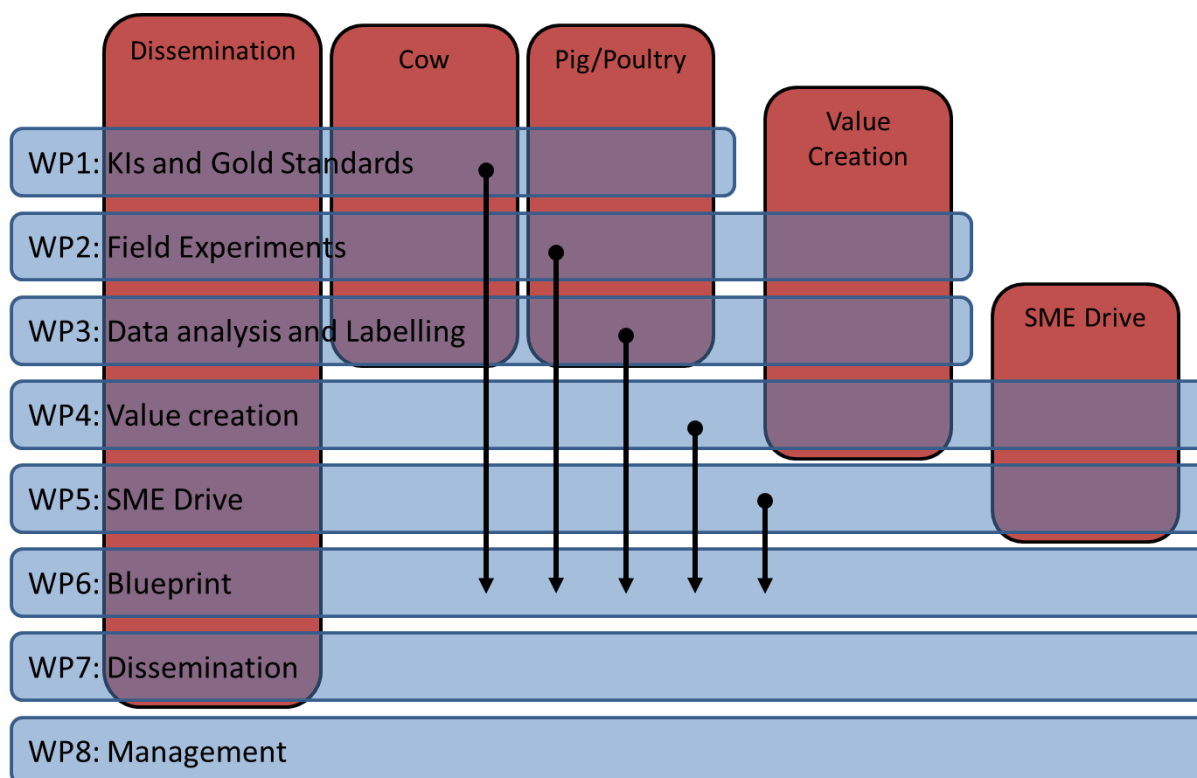 Dissemination
Cow
Pig/Poultry
Value
Creation
WP1: KIs and Gold Standards
WP2: Field Experiments
WP3: Data analysis and Labelling
SME Drive
WP4: Value creation
WP5: SME Drive
WP6: Blueprint
WP7: Dissemination
WP8: Management